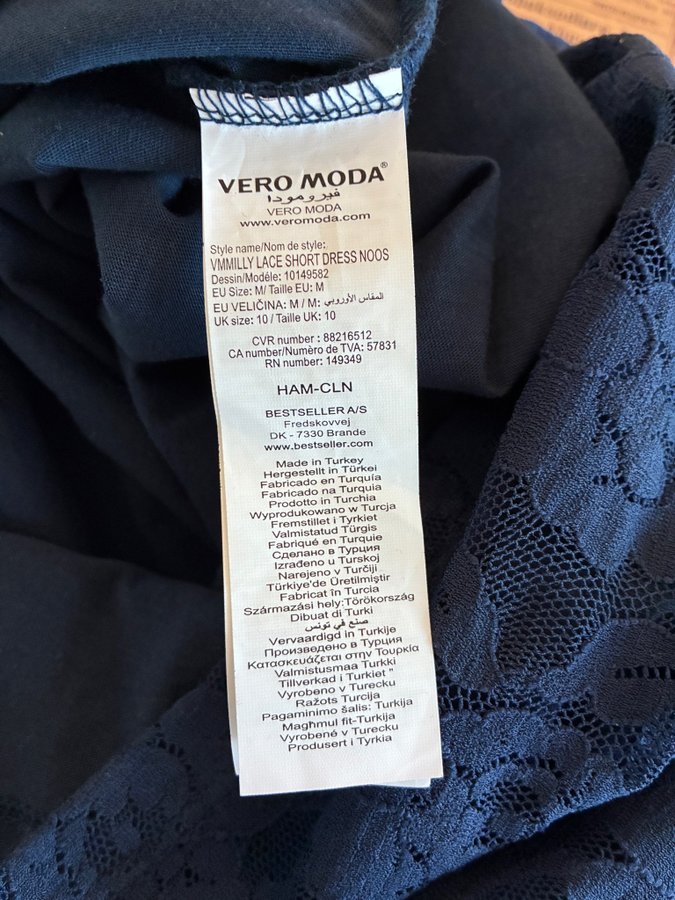 VERO MODA®
فيرومودا
VERO MODA
www.veromoda.com
Style name/Nom de style:
VMMILLY LACE SHORT DRESS NOOS
Dessin/Modéle: 10149582
EU Size: M/ Taille EU: M
EU VELIČINA: M / M: المقاس الأوروبي
UK size: 10 / Taille UK: 10
CVR number : 88216512
CA number/Numèro de TVA: 57831
RN number: 149349
HAM-CLN
BESTSELLER A/S
Fredskovvej
DK - 7330 Brande
www.bestseller.com
Made in Turkey
Hergestellt in Türkei
Fabricado en Turquía
Fabricado na Turquia
Prodotto in Turchia
Wyprodukowano w Turcja
Fremstillet i Tyrkiet
Valmistatud Türgis
Fabriqué en Turquie
Сделано в Турция
Izrađeno u Turskoj
Narejeno v Turčiji
Türkiye'de Üretilmiştir
Fabricat în Turcia
Származási hely:Törökország
Dibuat di Turki
صنع في تونس
Vervaardigd in Turkije
Произведено в Турция
Κατασκευάζεται στην Τουρκία
Valmistusmaa Turkki
Tillverkad i Turkiet "
Vyrobeno v Turecku
Ražots Turcija
Pagaminimo šalis: Turkija
Magħmul fit-Turkija
Vyrobené v Turecku
Produsert i Tyrkia